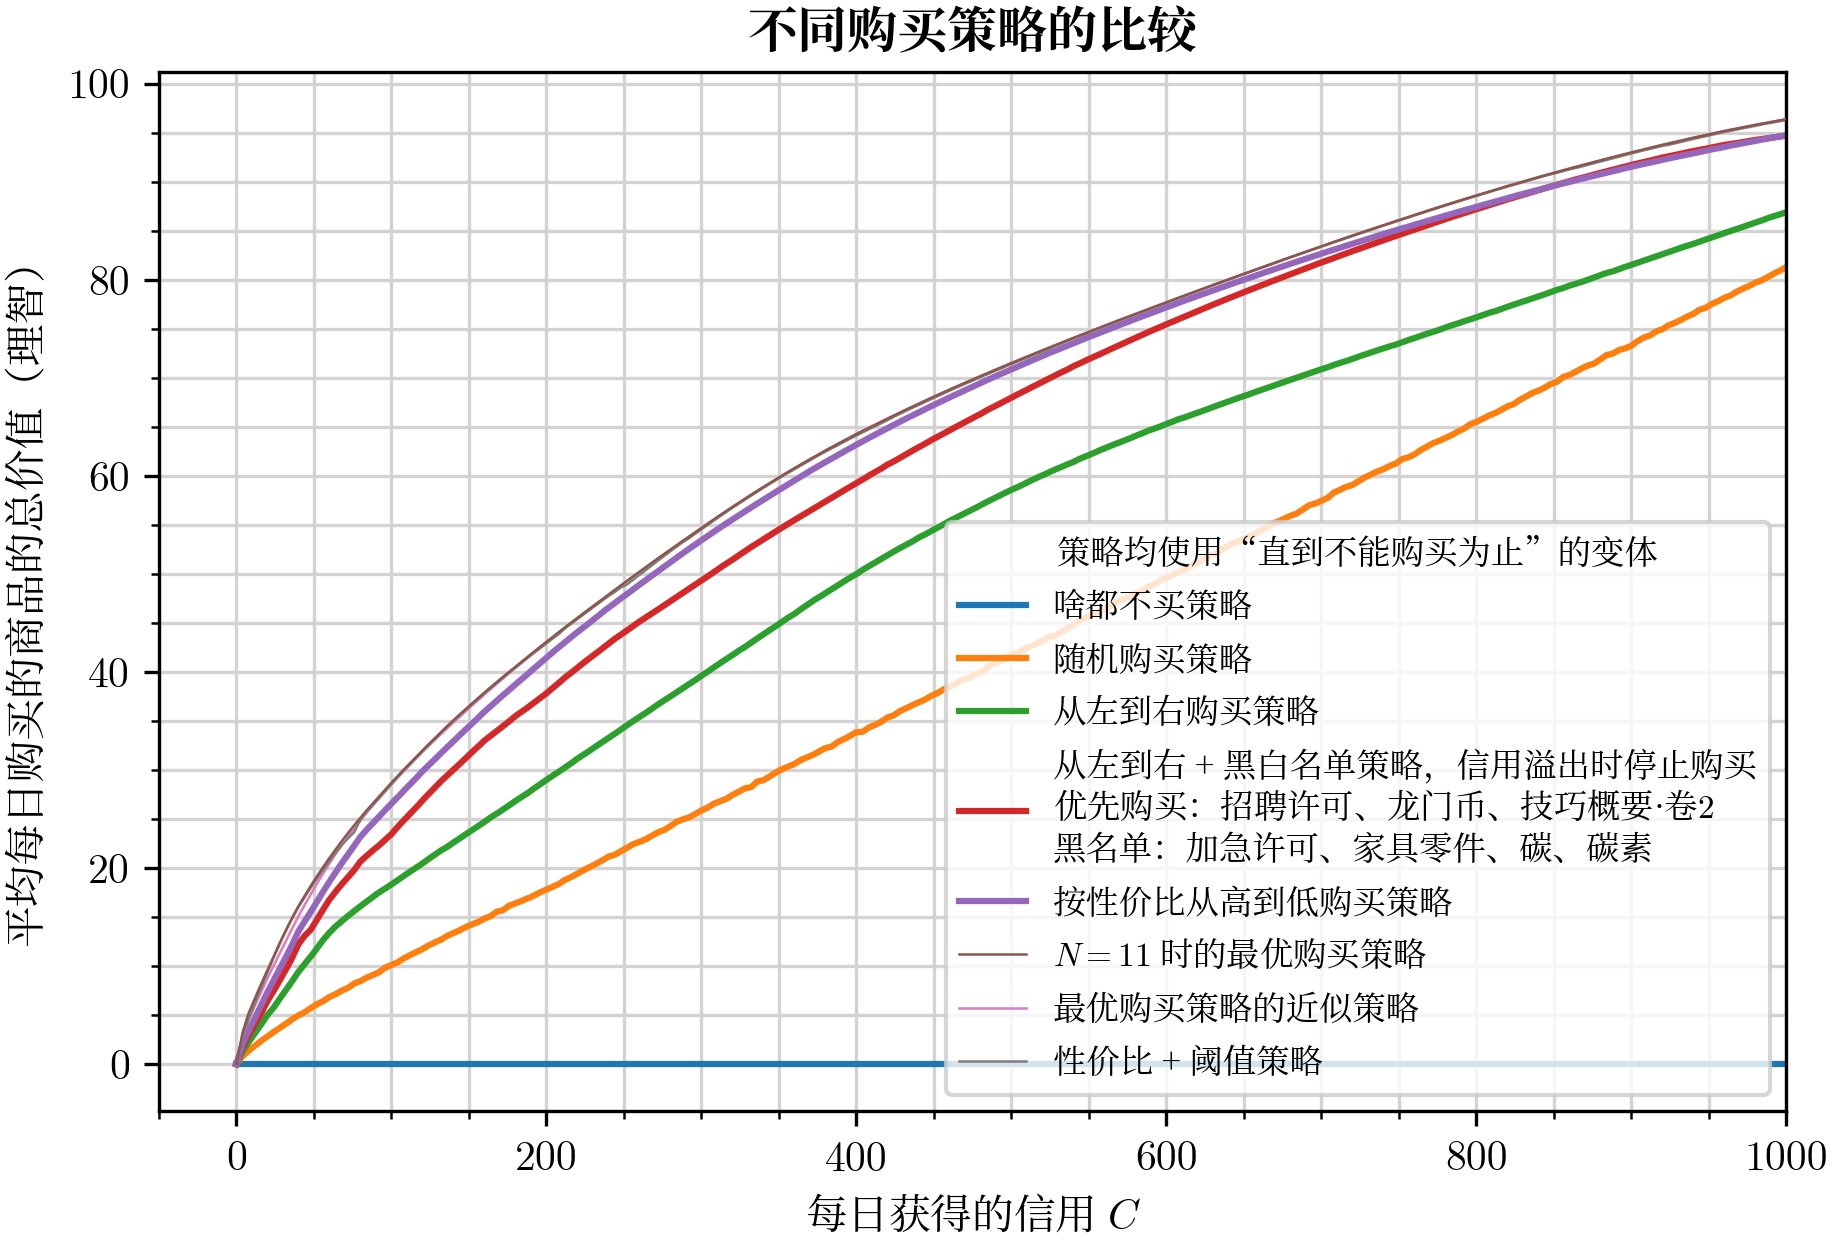 不同购买策略的比较
平均每日购买的商品的总价值（理智）
100
80
60
40
20
0
策略均使用“直到不能购买为止”的变体
啥都不买策略
随机购买策略
从左到右购买策略
从左到右 + 黑白名单策略，信用溢出时停止购买
优先购买：招聘许可、龙门币、技巧概要·卷2
黑名单：加急许可、家具零件、碳、碳素
按性价比从高到低购买策略
N = 11 时的最优购买策略
最优购买策略的近似策略
性价比 + 阈值策略
0 200 400 600 800 1000
每日获得的信用 C